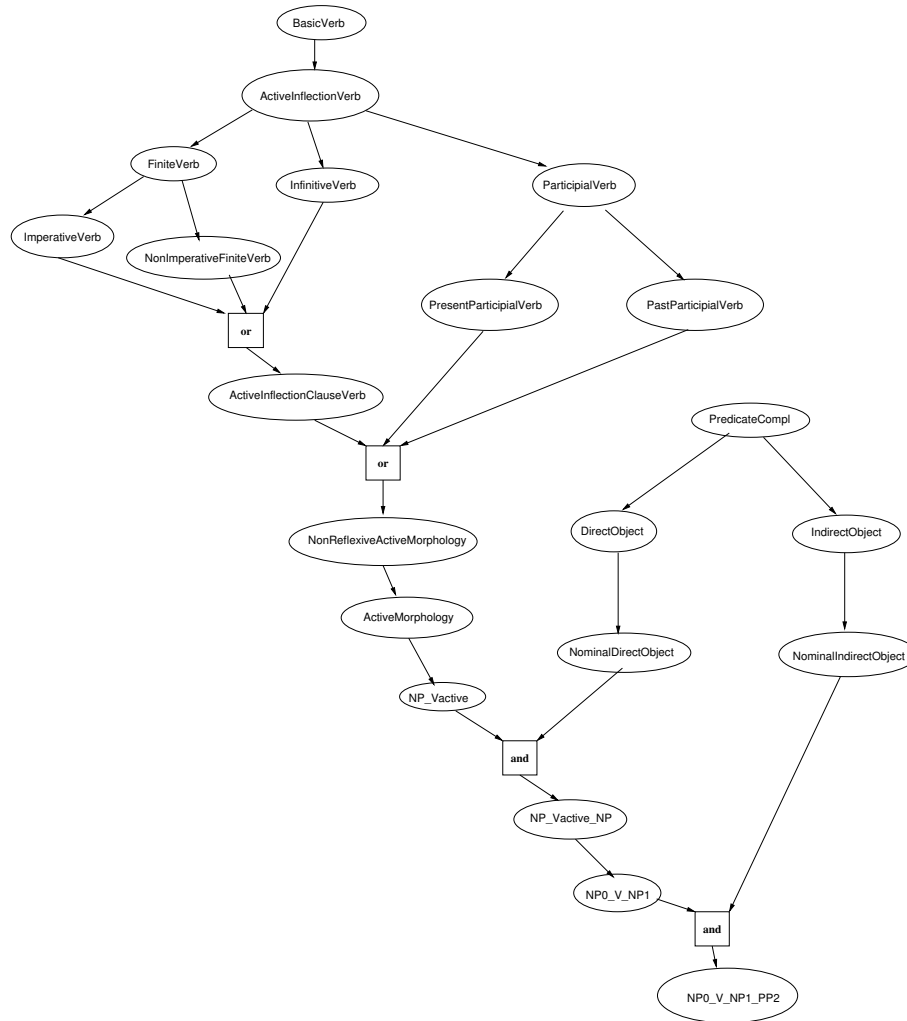 BasicVerb
ActiveInflectionVerb
FiniteVerb
InfinitiveVerb
ParticipialVerb
ImperativeVerb
NonImperativeFiniteVerb
PresentParticipialVerb
PastParticipialVerb
or
ActiveInflectionClauseVerb
PredicateCompl
or
NonReflexiveActiveMorphology
DirectObject
IndirectObject
ActiveMorphology
NominalDirectObject
NominalIndirectObject
NP_Vactive
and
NP_Vactive_NP
NP0_V_NP1
and
NP0_V_NP1_PP2